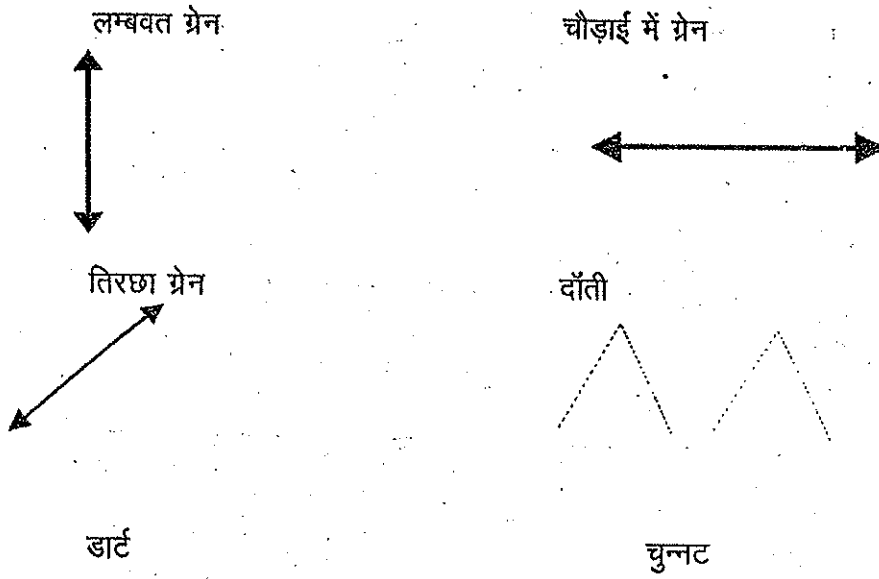 लम्बवत ग्रेन
चौड़ाई में ग्रेन
तिरछा ग्रेन
दॉती
डार्ट
चुन्नट